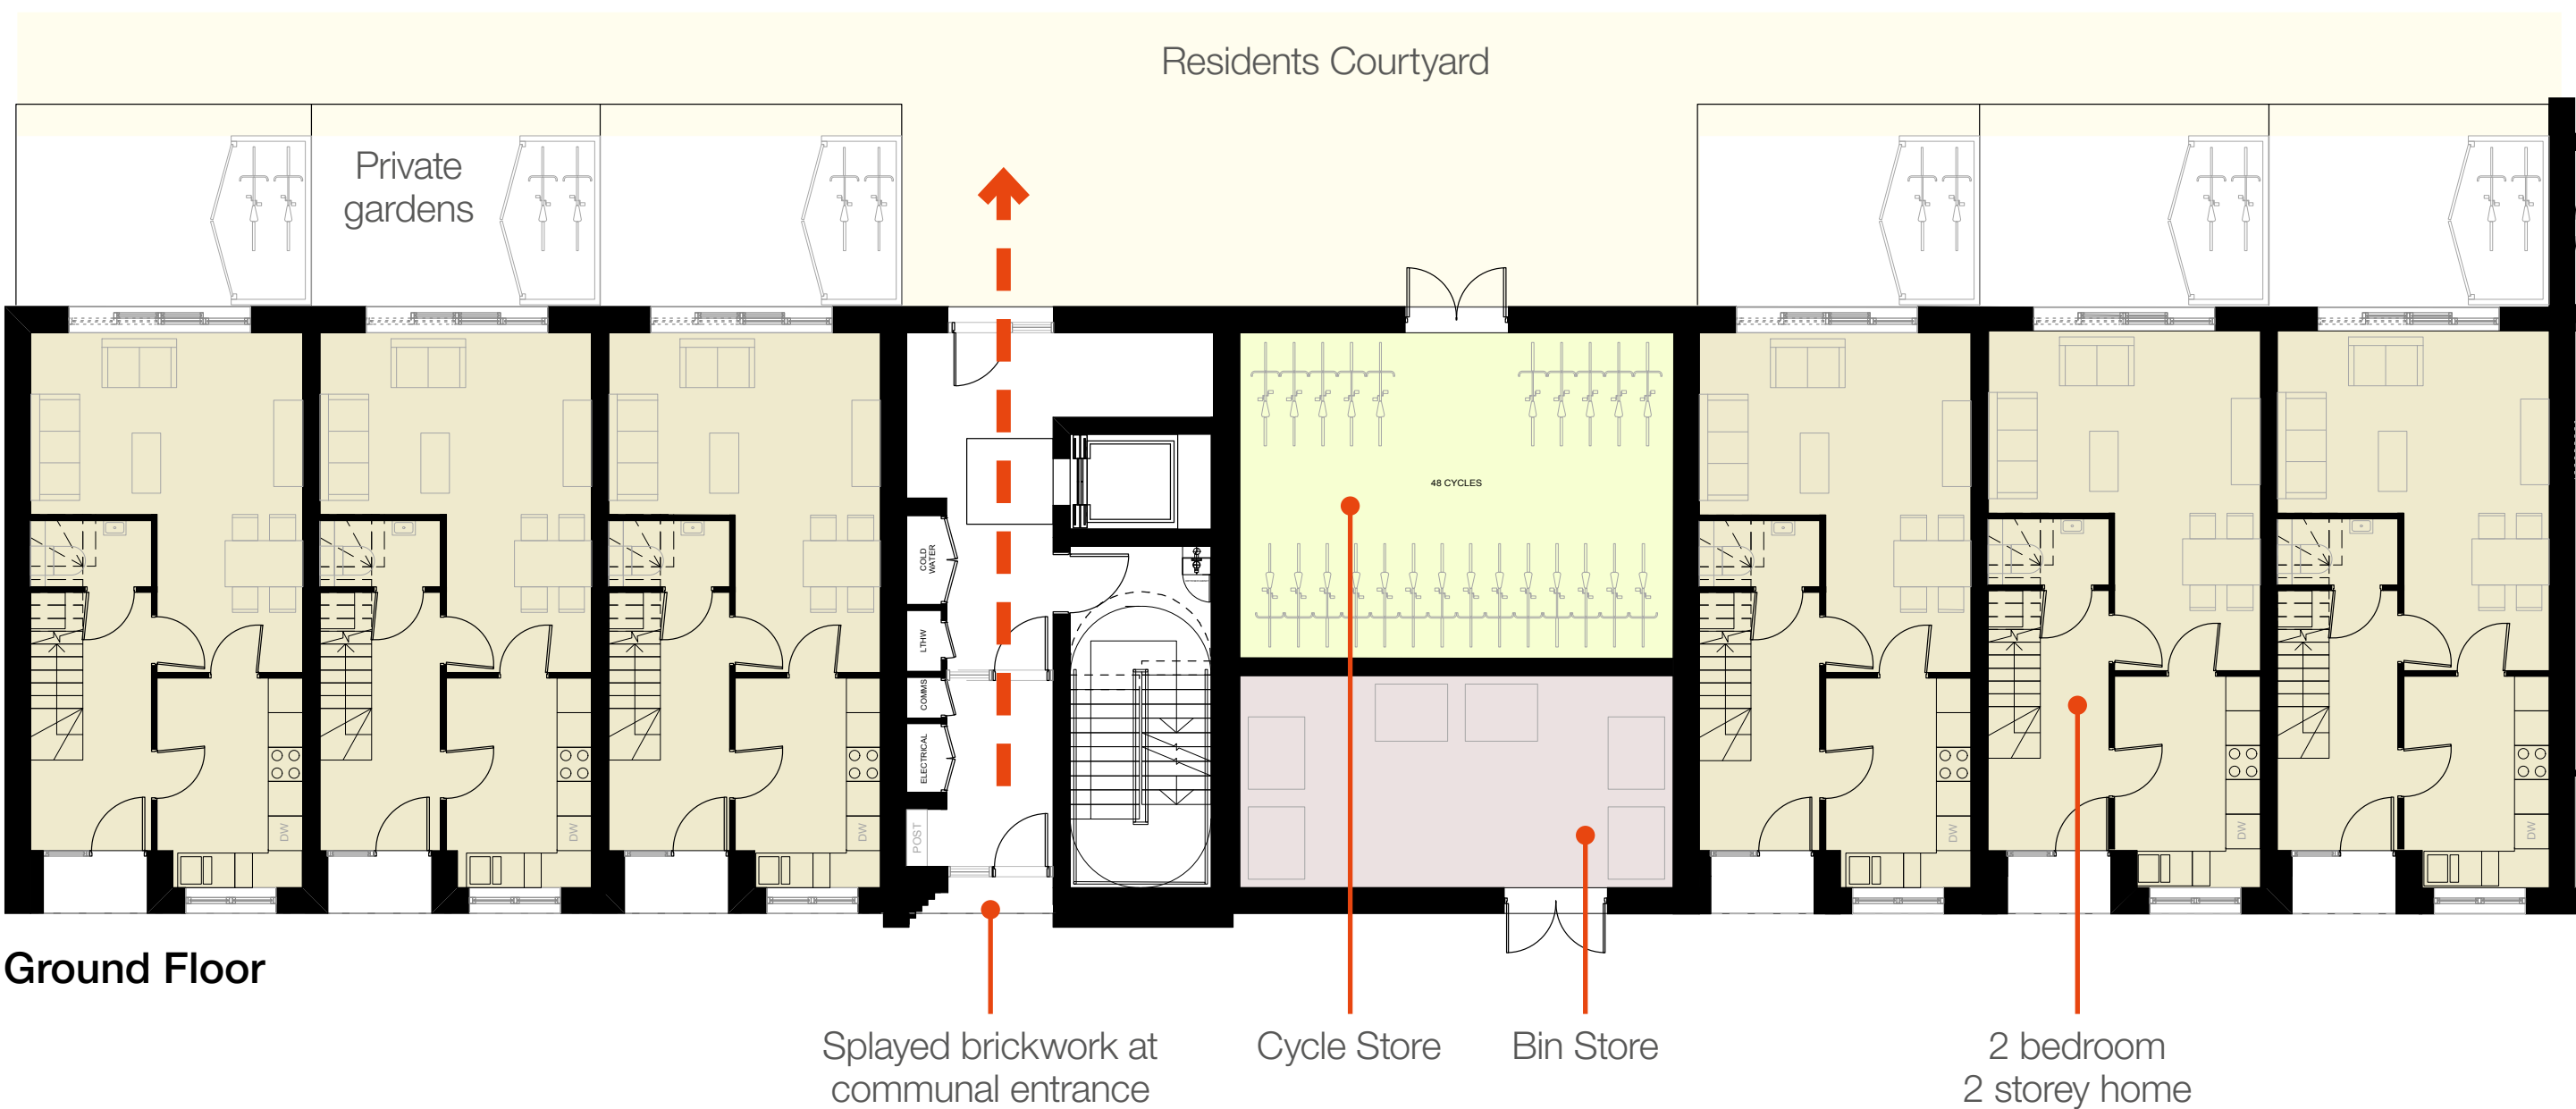 Residents Courtyard
Private
gardens
48 CYCLES
COLD
WATER
LTHW
COMMS
ELECTRICAL
POST
DW
DW
DW
DW
DW
DW
Ground Floor
Splayed brickwork at
communal entrance
Cycle Store
Bin Store
2 bedroom
2 storey home